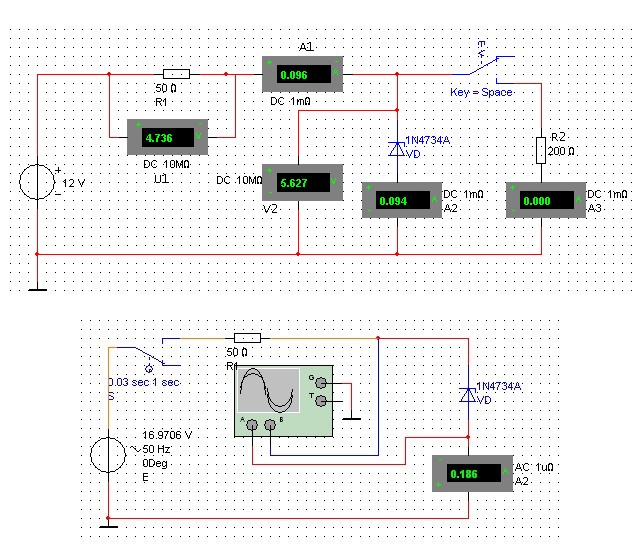 A1
0.096 A
DC 1mΩ
50 Ω
R1
4.736 V
DC 10MΩ
U1
12 V
DC 10MΩ
5.627 V
V2
1N4734A
VD
0.094 A
DC 1mΩ
A2
Key = Space
R2
200 Ω
0.000 A
DC 1mΩ
A3
50 Ω
R1
0.03 sec 1 sec
S
G
T
A
B
16.9706 V
50 Hz
0Deg
E
1N4734A
VD
0.186
AC 1uΩ
A2